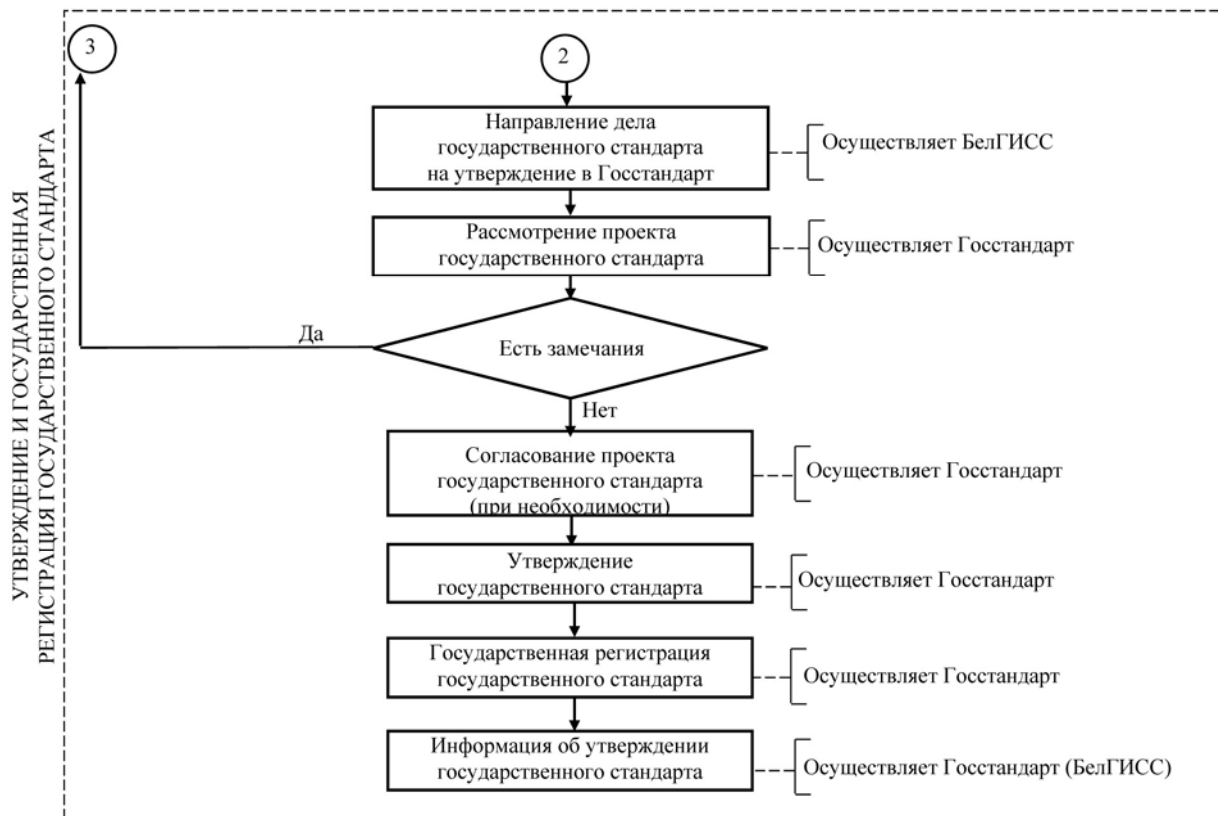 3
2
УТВЕРЖДЕНИЕ И ГОСУДАРСТВЕННАЯ
РЕГИСТРАЦИЯ ГОСУДАРСТВЕННОГО СТАНДАРТА
Направление дела
государственного стандарта
на утверждение в Госстандарт
Осуществляет БелГИСС
Рассмотрение проекта
государственного стандарта
Осуществляет Госстандарт
Да
Есть замечания
Нет
Согласование проекта
государственного стандарта
(при необходимости)
Осуществляет Госстандарт
Утверждение
государственного стандарта
Осуществляет Госстандарт
Государственная регистрация
государственного стандарта
Осуществляет Госстандарт
Информация об утверждении
государственного стандарта
Осуществляет Госстандарт (БелГИСС)